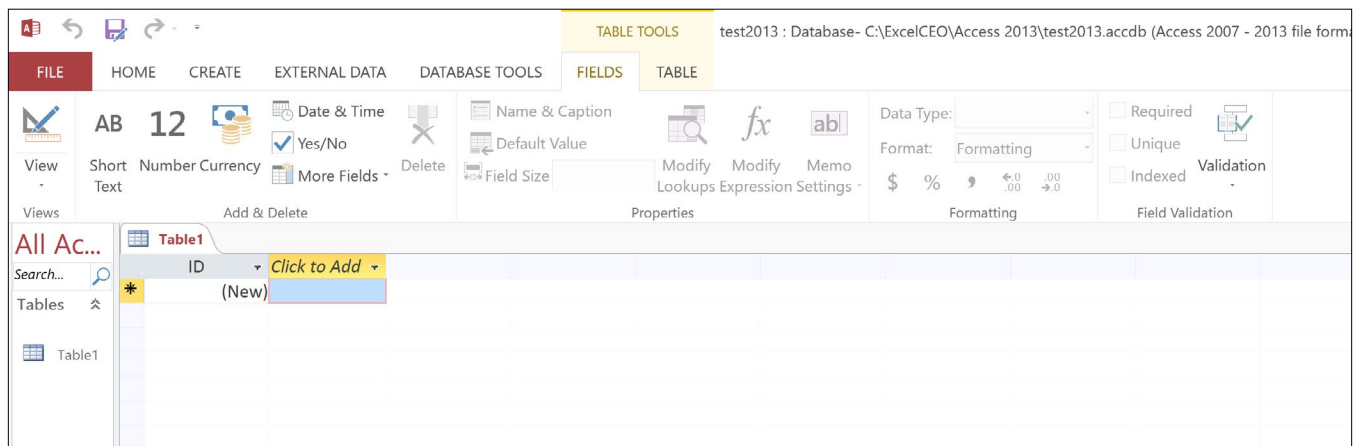 TABLE TOOLS test2013 : Database- C:\ExcelCEO\Access 2013\test2013.accdb (Access 2007 - 2013 file forma
FILE HOME CREATE EXTERNAL DATA DATABASE TOOLS FIELDS TABLE
View
Views
AB
Short
Text
12
Number
Currency
Date & Time
Yes/No
More Fields
Delete
Add & Delete
Name & Caption
Default Value
Field Size
Modify
Lookups
fx
Modify
Expression
ab
Memo
Settings
Properties
Data Type:
Format: Formatting
$ % , .0 .00 .00 .0
Formatting
Required
Unique
Indexed
Validation
Field Validation
All Ac...
Search...
Tables
Table1
Table1
ID Click to Add
* (New)